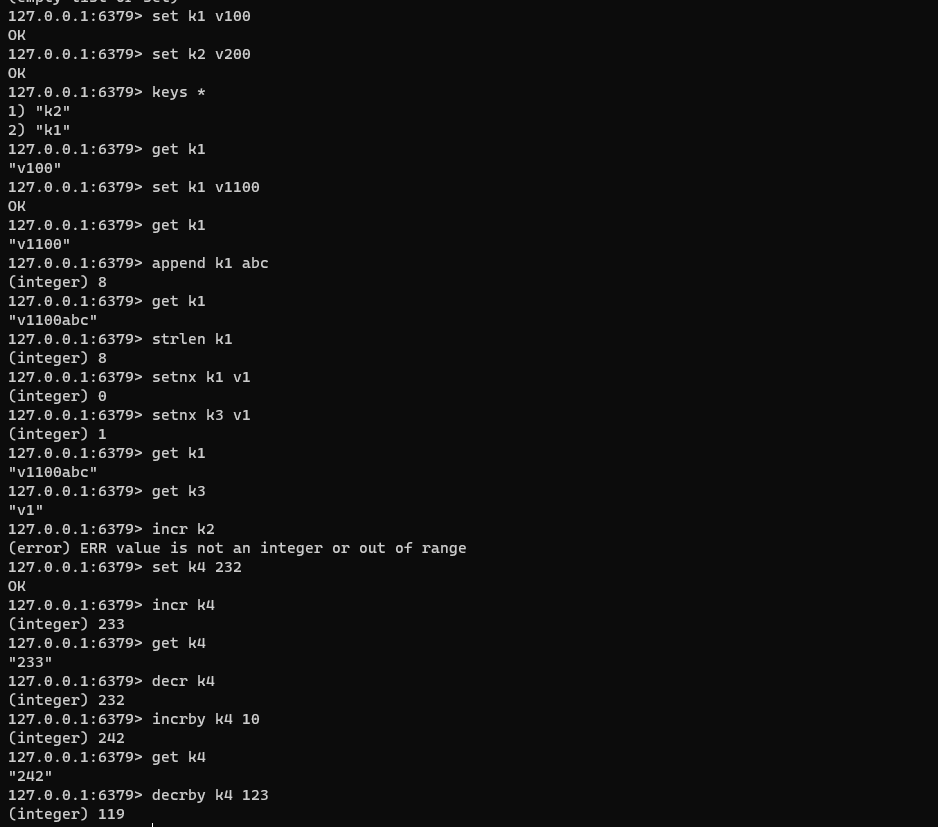 (empty list or set)
127.0.0.1:6379> set k1 v100
OK
127.0.0.1:6379> set k2 v200
OK
127.0.0.1:6379> keys *
1) "k2"
2) "k1"
127.0.0.1:6379> get k1
"v100"
127.0.0.1:6379> set k1 v1100
OK
127.0.0.1:6379> get k1
"v1100"
127.0.0.1:6379> append k1 abc
(integer) 8
127.0.0.1:6379> get k1
"v1100abc"
127.0.0.1:6379> strlen k1
(integer) 8
127.0.0.1:6379> setnx k1 v1
(integer) 0
127.0.0.1:6379> setnx k3 v1
(integer) 1
127.0.0.1:6379> get k1
"v1100abc"
127.0.0.1:6379> get k3
"v1"
127.0.0.1:6379> incr k2
(error) ERR value is not an integer or out of range
127.0.0.1:6379> set k4 232
OK
127.0.0.1:6379> incr k4
(integer) 233
127.0.0.1:6379> get k4
"233"
127.0.0.1:6379> decr k4
(integer) 232
127.0.0.1:6379> incrby k4 10
(integer) 242
127.0.0.1:6379> get k4
"242"
127.0.0.1:6379> decrby k4 123
(integer) 119